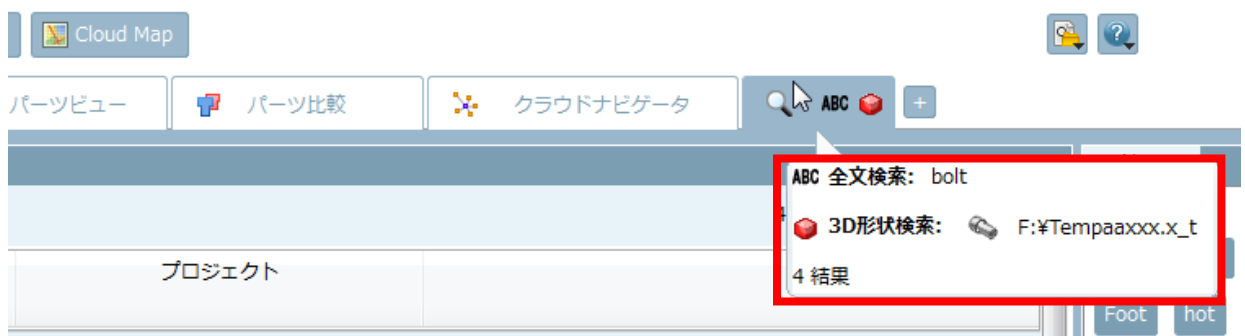 Cloud Map
パーツビュー
パーツ比較
クラウドナビゲータ
ABC
+
ABC 全文検索: bolt
3D形状検索: F:¥Tempaaxxx.x_t
4 結果
プロジェクト
Foot
hot